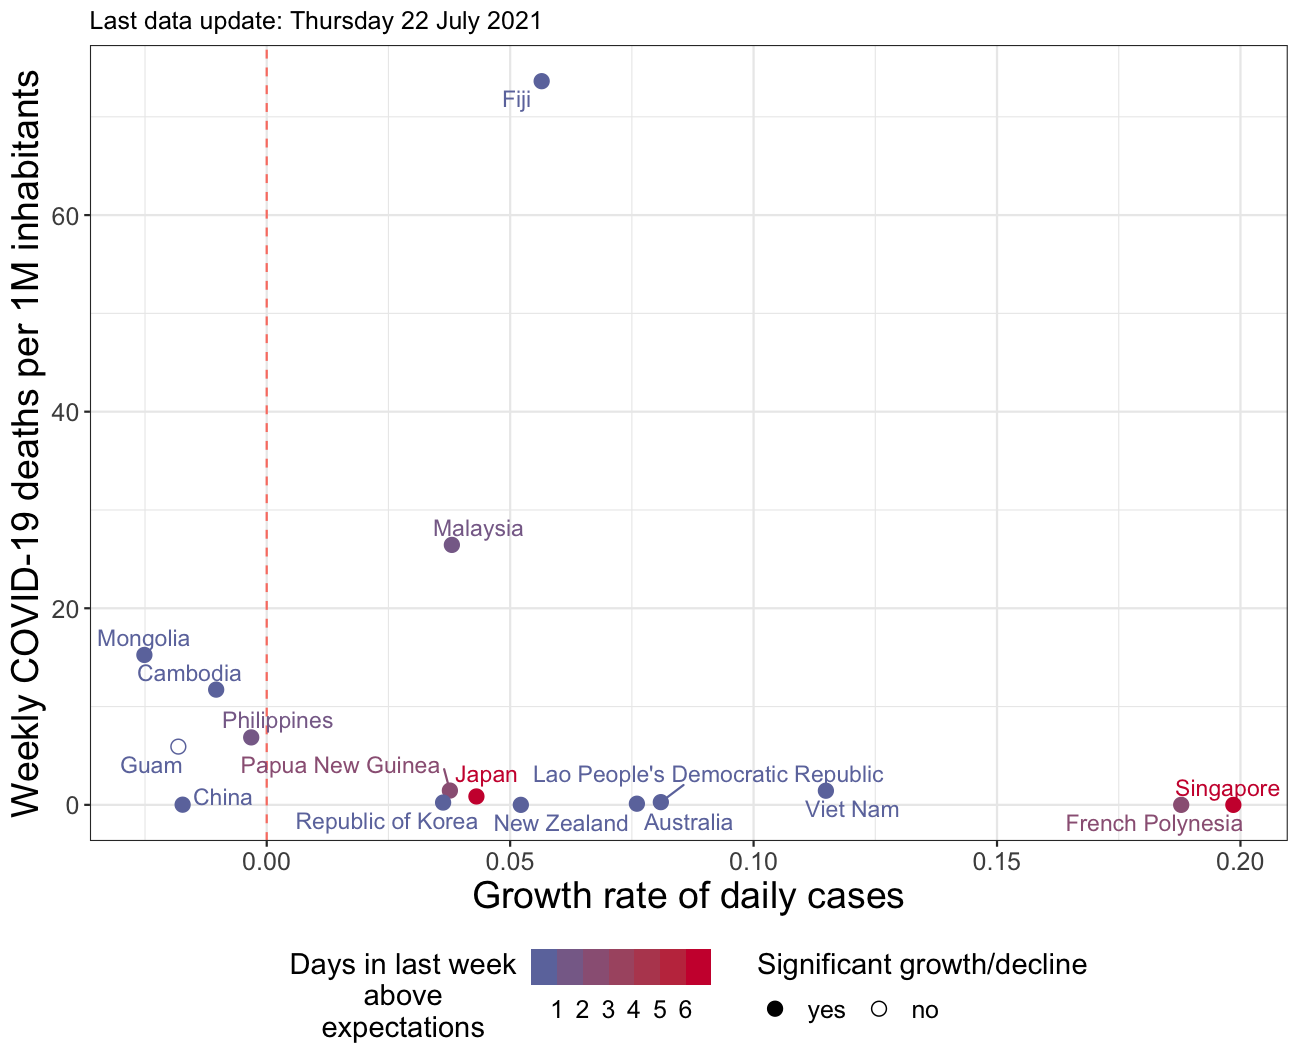 Last data update: Thursday 22 July 2021
Weekly COVID-19 deaths per 1M inhabitants
60
40
20
0
Fiji
Malaysia
Mongolia
Cambodia
Philippines
Guam
Papua New Guinea
Japan
Lao People's Democratic Republic
China
Singapore
Viet Nam
Republic of Korea
New Zealand
Australia
French Polynesia
0.00 0.05 0.10 0.15 0.20
Growth rate of daily cases
Days in last week
above
expectations
1 2 3 4 5 6
Significant growth/decline
yes no